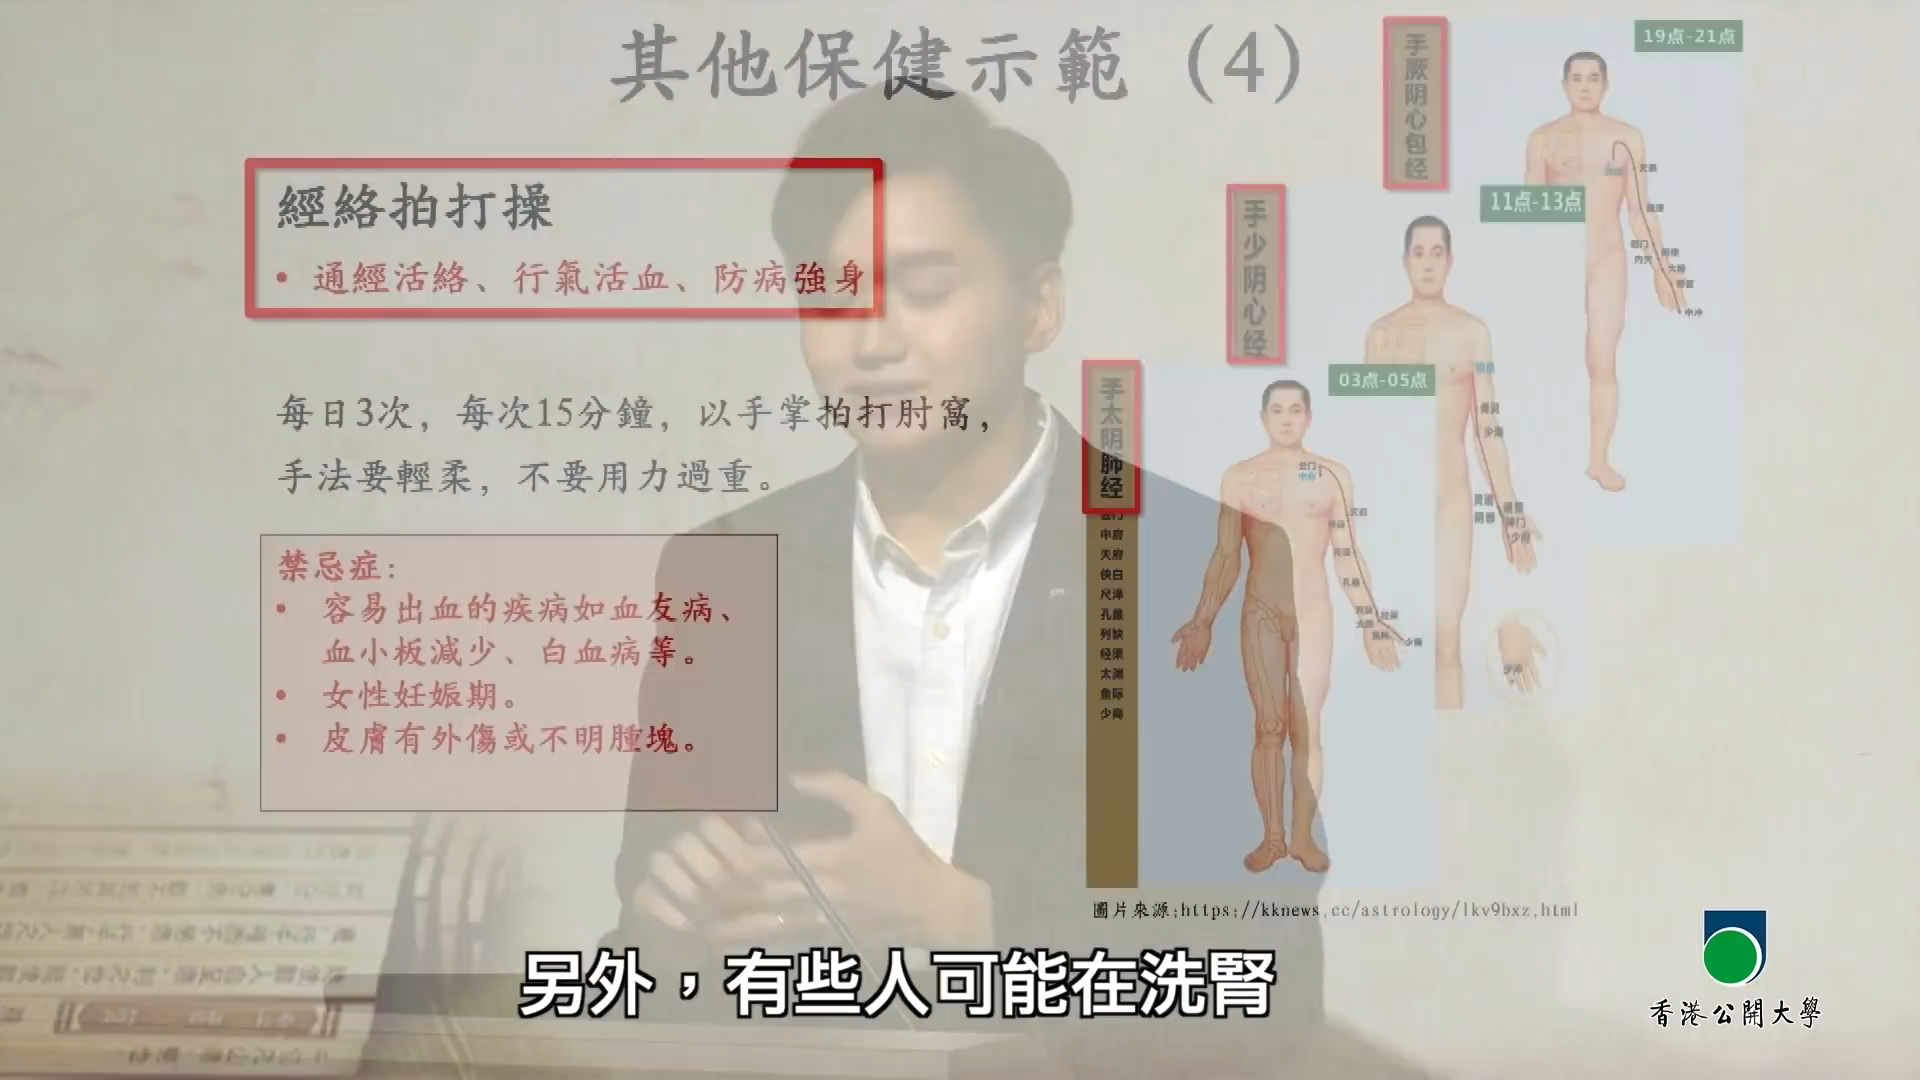 其他保健示範（4）
經絡拍打操
• 通經活絡、行氣活血、防病強身
每日3次，每次15分鐘，以手掌拍打肘窩，
手法要輕柔，不要用力過重。
禁忌症：
• 容易出血的疾病如血友病、
血小板減少、白血病等。
• 女性妊娠期。
• 皮膚有外傷或不明腫塊。
手厥阴心包经
19点-21点
手少阴心经
11点-13点
手太阴肺经
03点-05点
云门
中府
天府
侠白
尺泽
孔最
列缺
经渠
太渊
鱼际
少商
圖片來源:https://kknews.cc/astrology/lkv9bxz.html
另外，有些人可能在洗腎
香港公開大學